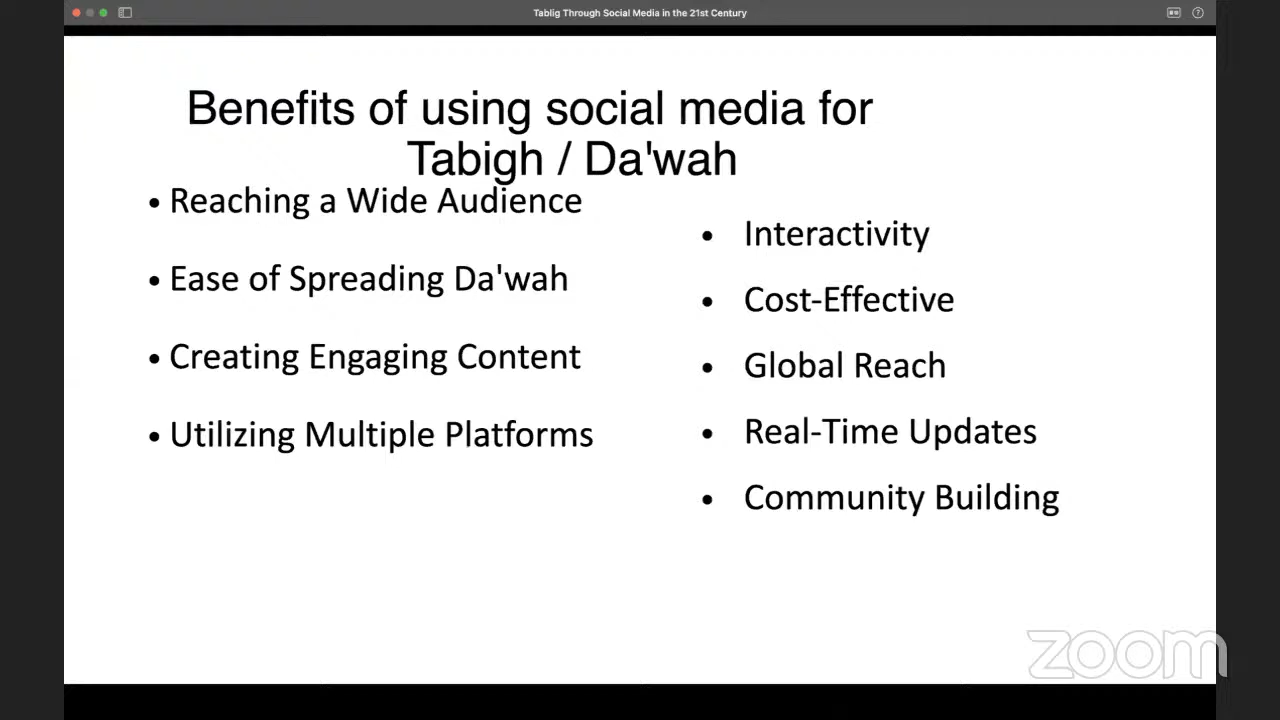 Tablig Through Social Media in the 21st Century
Benefits of using social media for
Tabigh / Da'wah
• Reaching a Wide Audience
• Ease of Spreading Da'wah
• Creating Engaging Content
• Utilizing Multiple Platforms
• Interactivity
• Cost-Effective
• Global Reach
• Real-Time Updates
• Community Building
zoom